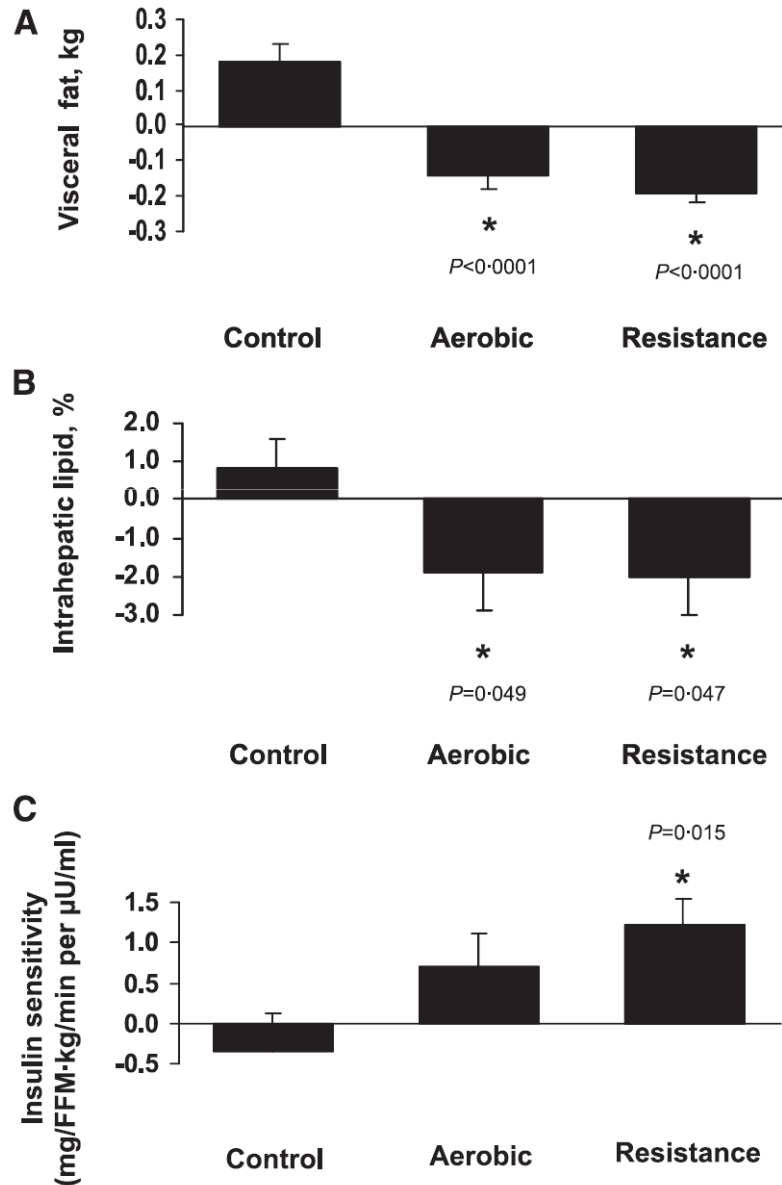 A
Visceral fat, kg
0.3
0.2
0.1
0.0
-0.1
-0.2
-0.3
*
*
P<0·0001
P<0·0001
Control
Aerobic
Resistance
B
Intrahepatic lipid, %
2.0
1.0
0.0
-1.0
-2.0
-3.0
*
*
P=0·049
P=0·047
Control
Aerobic
Resistance
C
Insulin sensitivity
(mg/FFM·kg/min per µU/ml)
P=0·015
*
1.5
1.0
0.5
0.0
-0.5
Control
Aerobic
Resistance